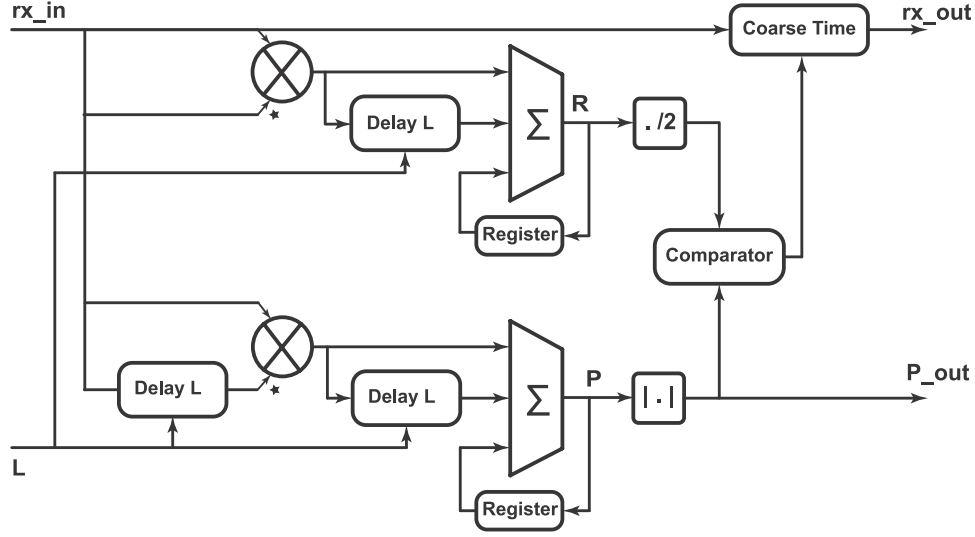 rx_in
rx_out
Coarse Time
Delay L
Σ
R
. /2
Register
Comparator
Delay L
Delay L
Σ
P
| . |
P_out
L
Register